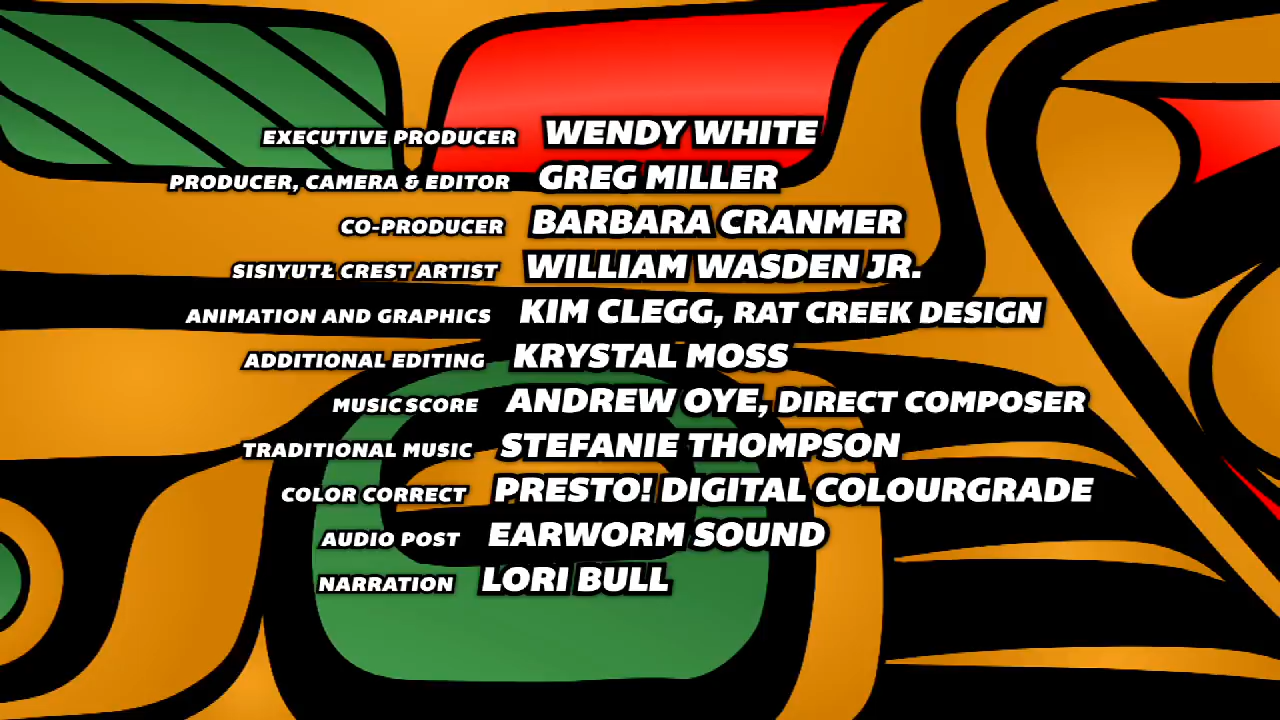 EXECUTIVE PRODUCER WENDY WHITE
PRODUCER, CAMERA & EDITOR GREG MILLER
CO-PRODUCER BARBARA CRANMER
SISIYUTŁ CREST ARTIST WILLIAM WASDEN JR.
ANIMATION AND GRAPHICS KIM CLEGG, RAT CREEK DESIGN
ADDITIONAL EDITING KRYSTAL MOSS
MUSIC SCORE ANDREW OYE, DIRECT COMPOSER
TRADITIONAL MUSIC STEFANIE THOMPSON
COLOR CORRECT PRESTO! DIGITAL COLOURGRADE
AUDIO POST EARWORM SOUND
NARRATION LORI BULL